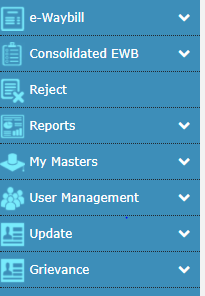 e-Waybill
Consolidated EWB
Reject
Reports
My Masters
User Management
Update
Grievance